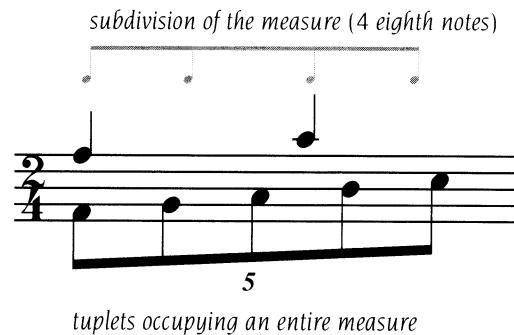 subdivision of the measure (4 eighth notes)
2
4
5
tuplets occupying an entire measure